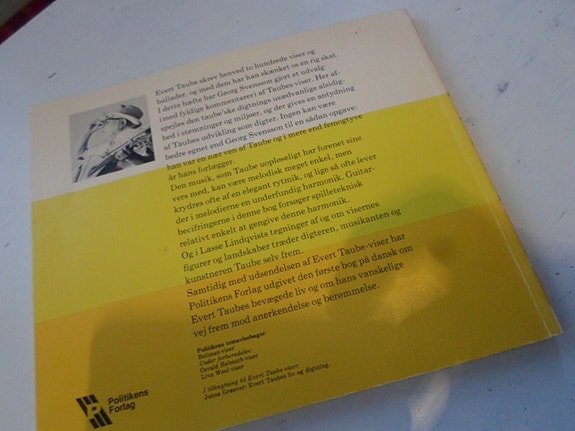 Evert Taube skrev henved to hundrede viser og
ballader, og med dem har han skænket os en rig skat.
I dette hæfte har Georg Svensson gjort et udvalg
med fyldige kommentarer af Taubes viser. Her af-
spejles den taube'ske digtnings usædvanlige alsidig-
hed i stemninger og miljøer, og der gives en antydning
af Taubes udvikling som digter. Ingen kan være
bedre egnet end Georg Svensson til en sådan opgave:
han var en nær ven af Taube og i mere end femogtyve
år hans forlægger.
Den musik, som Taube uopløseligt har forenet sine
vers med, kan være melodisk meget enkel, men
krydres ofte af en elegant rytmik, og lige så ofte lever
der i melodierne en underfundig harmonik. Guitar-
becifringerne i denne bog forsøger spilleteknisk
relativt enkelt at gengive denne harmonik.
Og i Lasse Lindqvists tegninger af og om visernes
figurer og landskaber træder digteren, musikanten og
kunstneren Taube selv frem.
Samtidig med udsendelsen af Evert Taube-viser har
Politikens Forlag udgivet den første bog på dansk om
Evert Taubes bevægede liv og om hans vanskelige
vej frem mod anerkendelse og berømmelse.
Politikens temavisebøger:
Bellman-viser
Under forberedelse:
Osvald Helmuth-viser
Liva Weel-viser
I tilknytning til Evert Taube-viser:
Jonna Grønver: Evert Taubes liv og digtning.
P
Politikens
Forlag